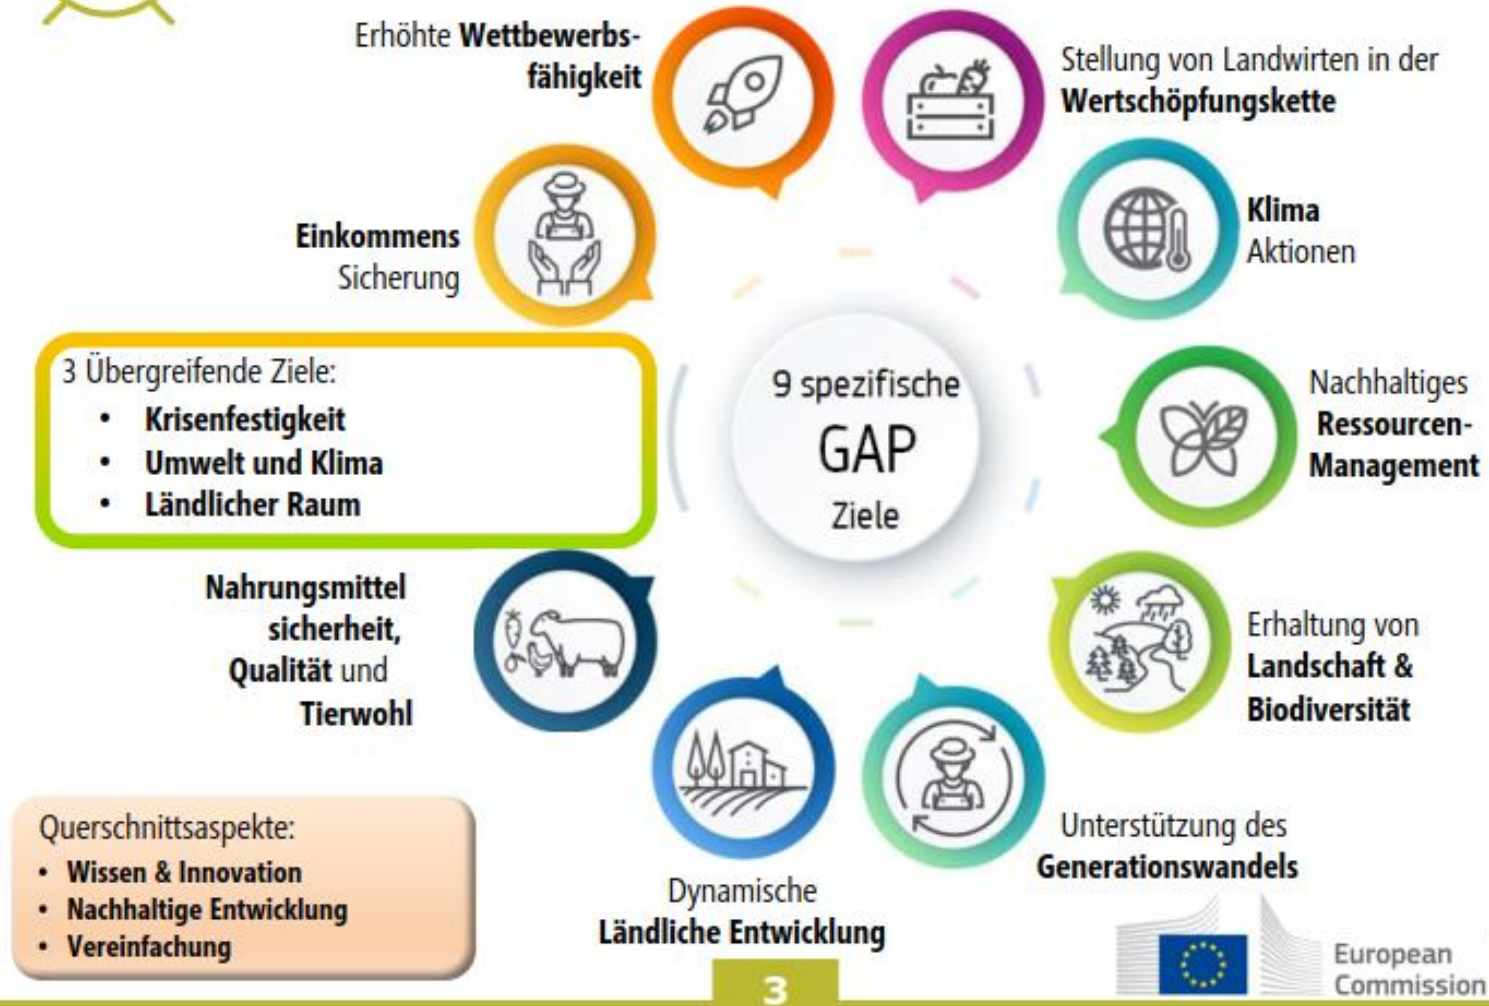 Erhöhte Wettbewerbs-
fähigkeit
Stellung von Landwirten in der
Wertschöpfungskette
Einkommens
Sicherung
Klima
Aktionen
3 Übergreifende Ziele:
• Krisenfestigkeit
• Umwelt und Klima
• Ländlicher Raum
9 spezifische
GAP
Ziele
Nachhaltiges
Ressourcen-
Management
Nahrungsmittel
sicherheit,
Qualität und
Tierwohl
Erhaltung von
Landschaft &
Biodiversität
Querschnittsaspekte:
• Wissen & Innovation
• Nachhaltige Entwicklung
• Vereinfachung
Dynamische
Ländliche Entwicklung
Unterstützung des
Generationswandels
European
Commission
3